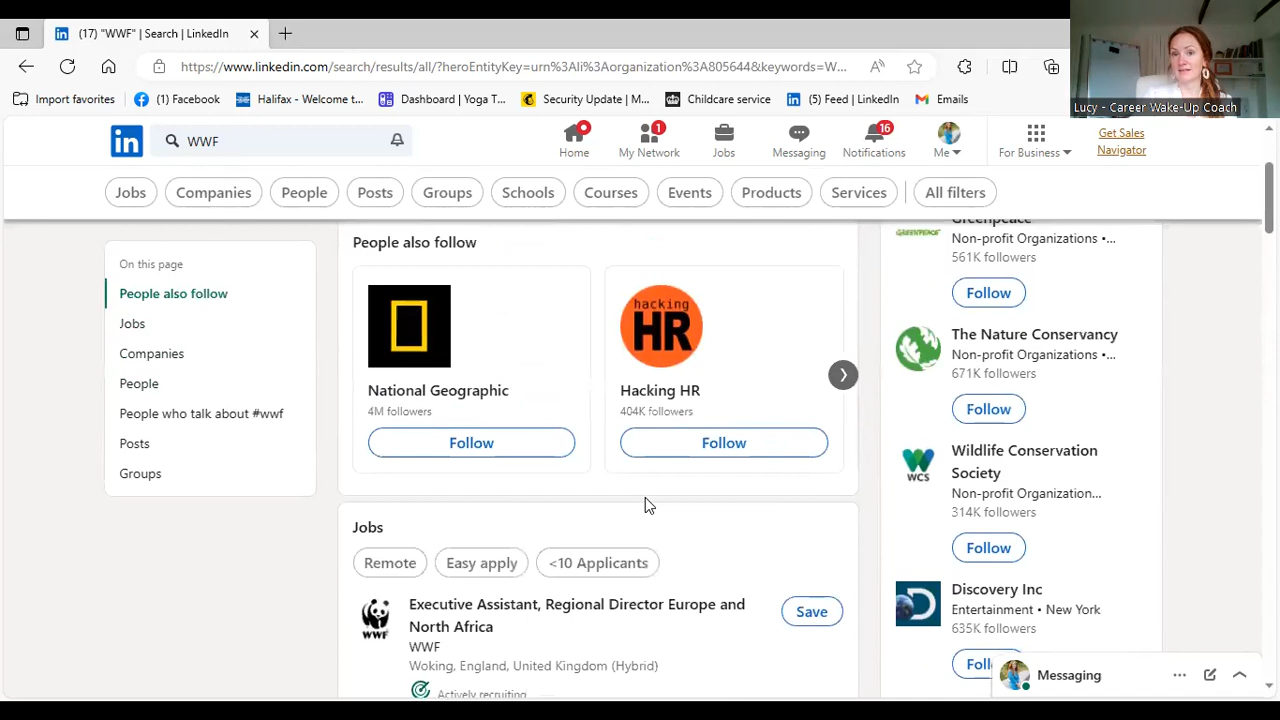 (17) "WWF" | Search | LinkedIn
https://www.linkedin.com/search/results/all/?heroEntityKey=urn%3Ali%3Aorganization%3A805644&keywords=W...
Import favorites
(1) Facebook
Halifax - Welcome t...
Dashboard | Yoga T...
Security Update | M...
Childcare service
(5) Feed | LinkedIn
Emails
Lucy - Career Wake-Up Coach
in
WWF
Home
1
My Network
Jobs
Messaging
16
Notifications
Me
For Business
Get Sales
Navigator
Jobs
Companies
People
Posts
Groups
Schools
Courses
Events
Products
Services
All filters
On this page
People also follow
Jobs
Companies
People
People who talk about #wwf
Posts
Groups
People also follow
National Geographic
4M followers
Follow
hacking
HR
Hacking HR
404K followers
Follow
Jobs
Remote
Easy apply
<10 Applicants
WWF
Executive Assistant, Regional Director Europe and
North Africa
WWF
Woking, England, United Kingdom (Hybrid)
Actively recruiting
Save
GREENPEACE
Greenpeace
Non-profit Organizations •...
561K followers
Follow
The Nature Conservancy
Non-profit Organizations •...
671K followers
Follow
WCS
Wildlife Conservation
Society
Non-profit Organization...
314K followers
Follow
Discovery Inc
Entertainment • New York
635K followers
Foll
Messaging